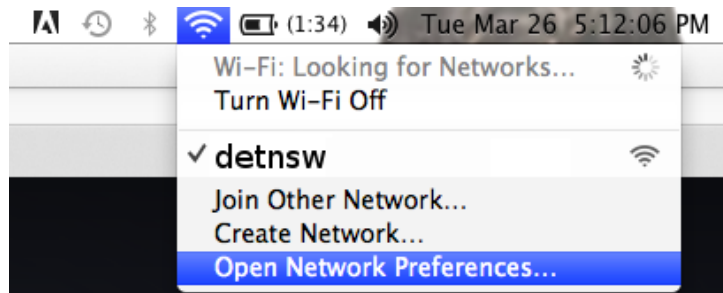 (1:34) Tue Mar 26 5:12:06 PM
Wi-Fi: Looking for Networks...
Turn Wi-Fi Off
detnsw
Join Other Network...
Create Network...
Open Network Preferences...